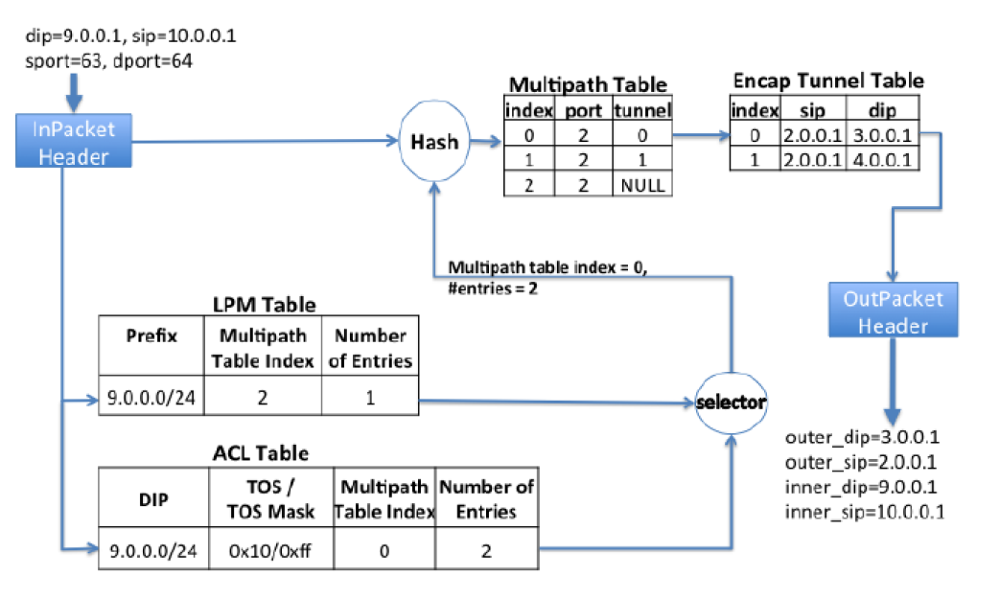 dip=9.0.0.1, sip=10.0.0.1
sport=63, dport=64
InPacket
Header
Hash
Multipath Table
index port tunnel
0 2 0
1 2 1
2 2 NULL
Encap Tunnel Table
index sip dip
0 2.0.0.1 3.0.0.1
1 2.0.0.1 4.0.0.1
Multipath table index = 0,
#entries = 2
OutPacket
Header
LPM Table
Prefix Multipath Number
Table Index of Entries
9.0.0.0/24 2 1
selector
outer_dip=3.0.0.1
outer_sip=2.0.0.1
inner_dip=9.0.0.1
inner_sip=10.0.0.1
ACL Table
DIP TOS / Multipath Number of
TOS Mask Table Index Entries
9.0.0.0/24 0x10/0xff 0 2